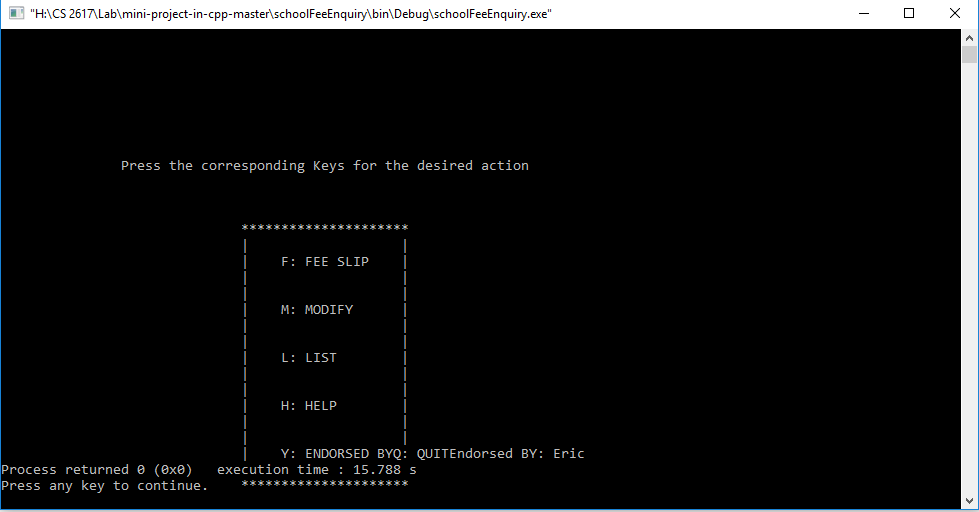 "H:\CS 2617\Lab\mini-project-in-cpp-master\schoolFeeEnquiry\bin\Debug\schoolFeeEnquiry.exe"
Press the corresponding Keys for the desired action
*********************
| |
| F: FEE SLIP |
| |
| |
| M: MODIFY |
| |
| |
| L: LIST |
| |
| |
| H: HELP |
| |
| |
| Y: ENDORSED BYQ: QUITEndorsed BY: Eric
Process returned 0 (0x0) execution time : 15.788 s
Press any key to continue. *********************